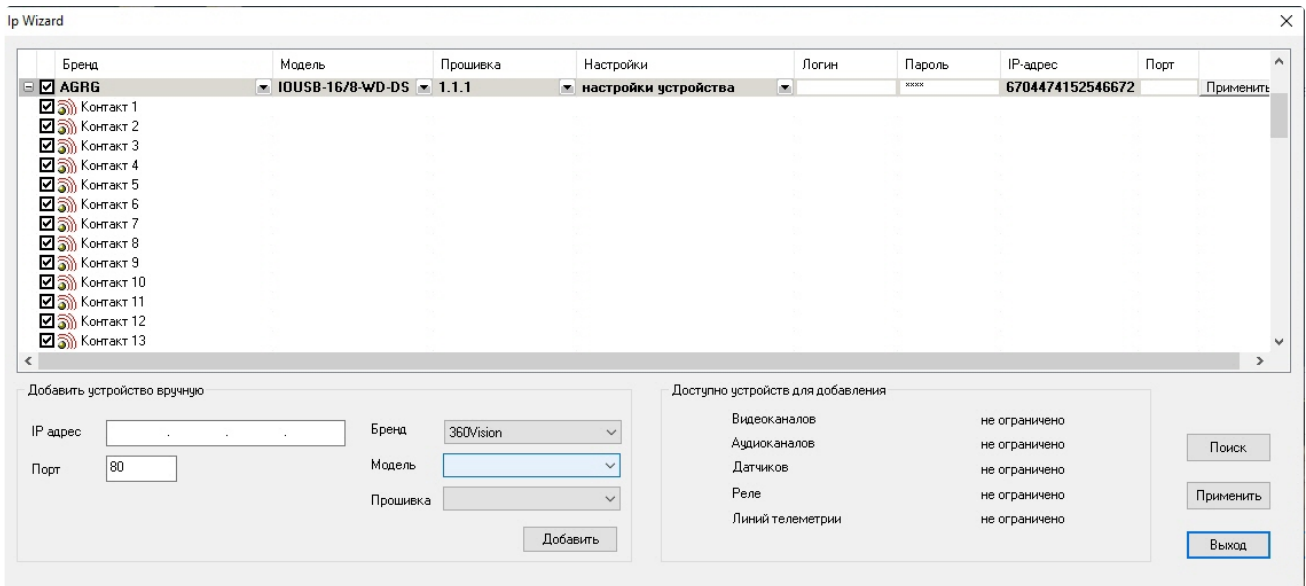 Ip Wizard
Бренд Модель Прошивка Настройки Логин Пароль IP-адрес Порт
AGRG IOUSB-16/8-WD-DS 1.1.1 настройки устройства **** 6704474152546672 Применить
Контакт 1
Контакт 2
Контакт 3
Контакт 4
Контакт 5
Контакт 6
Контакт 7
Контакт 8
Контакт 9
Контакт 10
Контакт 11
Контакт 12
Контакт 13
Добавить устройство вручную
IP адрес . . .
Порт 80
Бренд 360Vision
Модель
Прошивка
Добавить
Доступно устройств для добавления
Видеоканалов не ограничено
Аудиоканалов не ограничено
Датчиков не ограничено
Реле не ограничено
Линий телеметрии не ограничено
Поиск
Применить
Выход